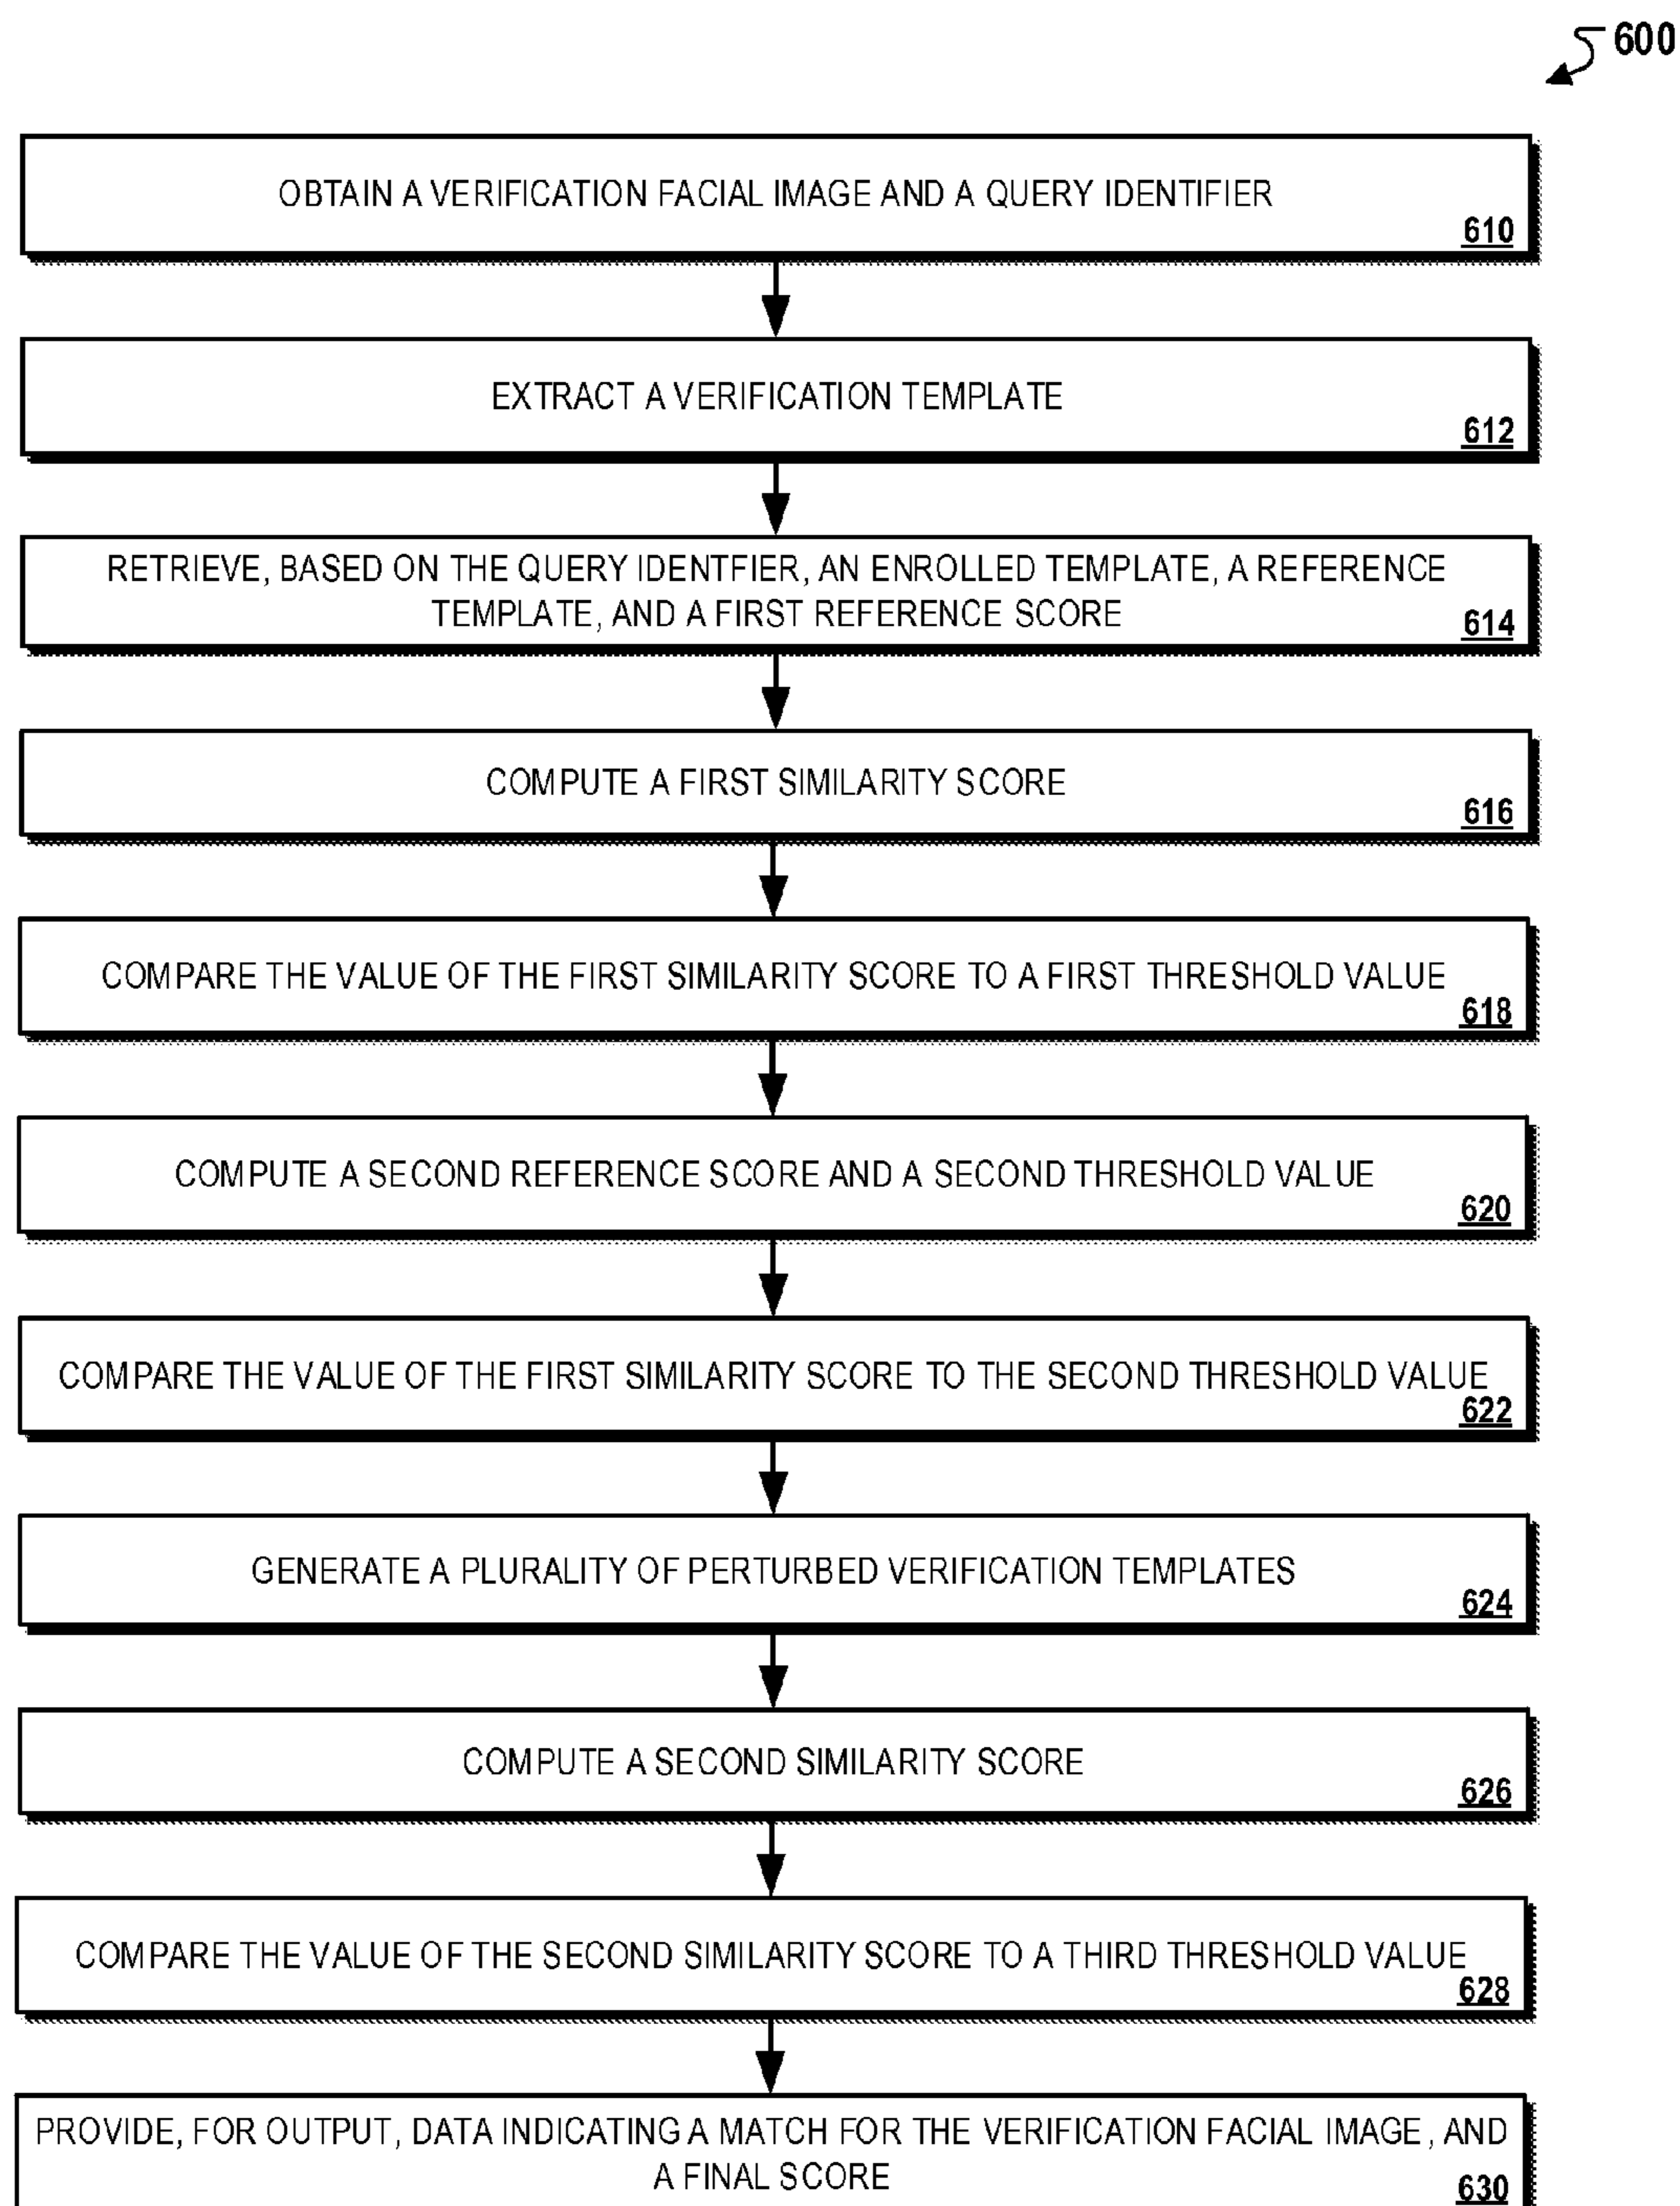 600
OBTAIN A VERIFICATION FACIAL IMAGE AND A QUERY IDENTIFIER
610
EXTRACT A VERIFICATION TEMPLATE
612
RETRIEVE, BASED ON THE QUERY IDENTFIER, AN ENROLLED TEMPLATE, A REFERENCE
TEMPLATE, AND A FIRST REFERENCE SCORE
614
COMPUTE A FIRST SIMILARITY SCORE
616
COMPARE THE VALUE OF THE FIRST SIMILARITY SCORE TO A FIRST THRESHOLD VALUE
618
COMPUTE A SECOND REFERENCE SCORE AND A SECOND THRESHOLD VALUE
620
COMPARE THE VALUE OF THE FIRST SIMILARITY SCORE TO THE SECOND THRESHOLD VALUE
622
GENERATE A PLURALITY OF PERTURBED VERIFICATION TEMPLATES
624
COMPUTE A SECOND SIMILARITY SCORE
626
COMPARE THE VALUE OF THE SECOND SIMILARITY SCORE TO A THIRD THRESHOLD VALUE
628
PROVIDE, FOR OUTPUT, DATA INDICATING A MATCH FOR THE VERIFICATION FACIAL IMAGE, AND
A FINAL SCORE
630